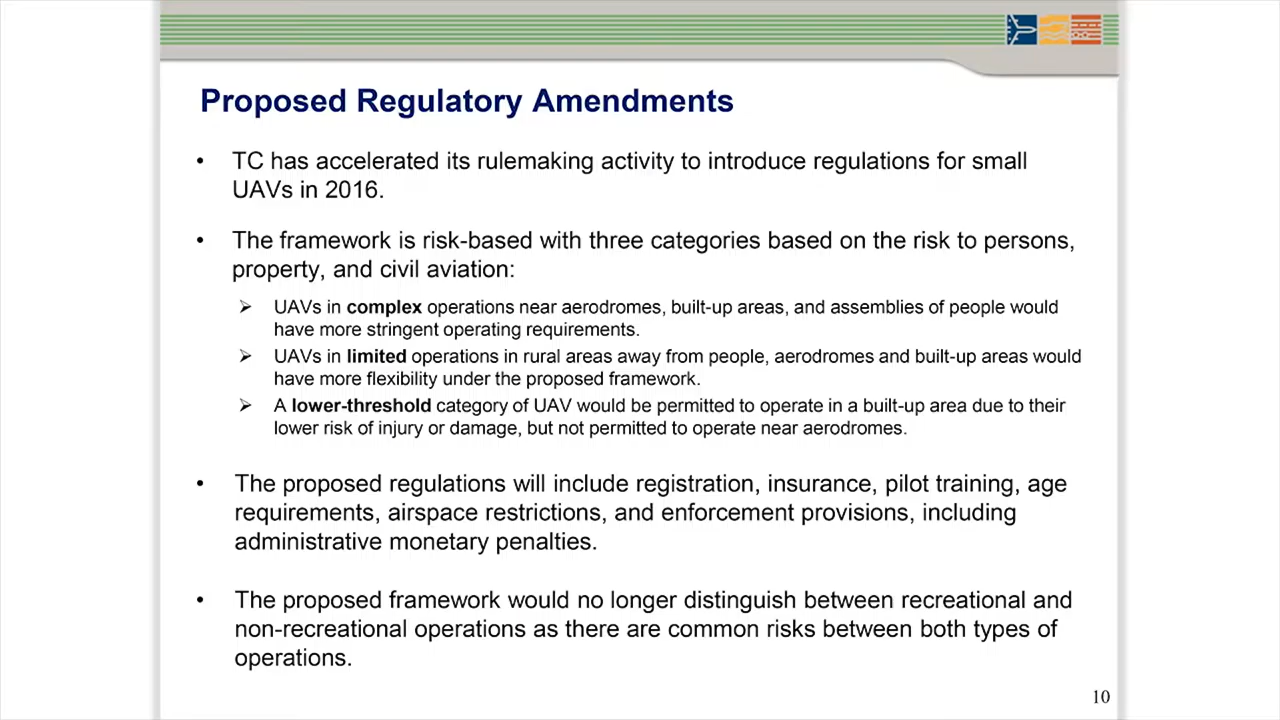 Proposed Regulatory Amendments
• TC has accelerated its rulemaking activity to introduce regulations for small
UAVs in 2016.
• The framework is risk-based with three categories based on the risk to persons,
property, and civil aviation:
➢ UAVs in complex operations near aerodromes, built-up areas, and assemblies of people would
have more stringent operating requirements.
➢ UAVs in limited operations in rural areas away from people, aerodromes and built-up areas would
have more flexibility under the proposed framework.
➢ A lower-threshold category of UAV would be permitted to operate in a built-up area due to their
lower risk of injury or damage, but not permitted to operate near aerodromes.
• The proposed regulations will include registration, insurance, pilot training, age
requirements, airspace restrictions, and enforcement provisions, including
administrative monetary penalties.
• The proposed framework would no longer distinguish between recreational and
non-recreational operations as there are common risks between both types of
operations.
10